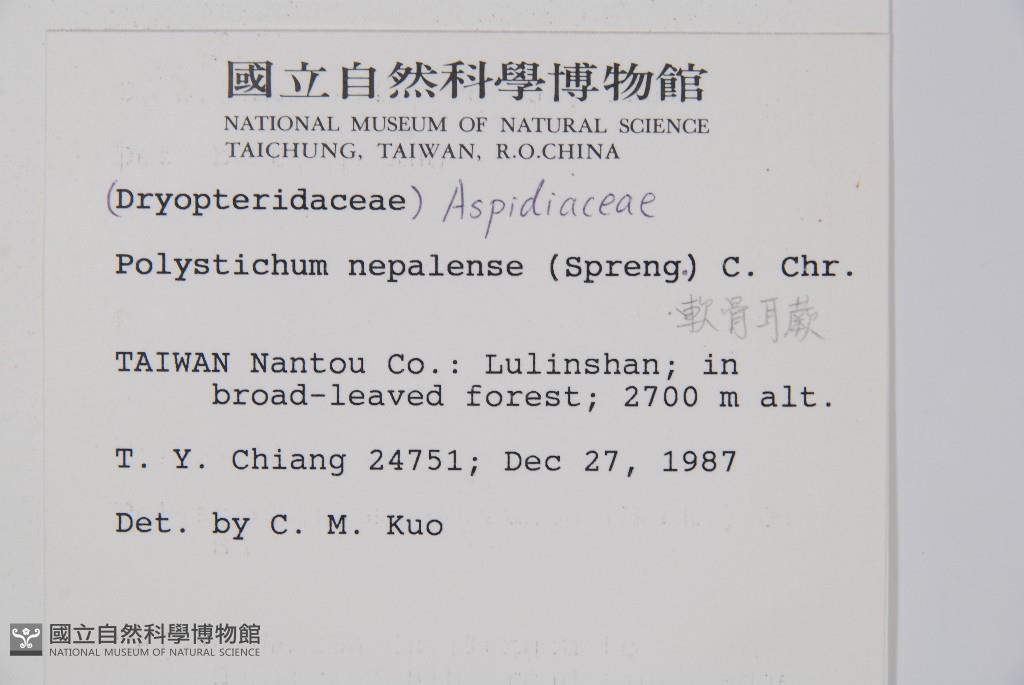 國立自然科學博物館
NATIONAL MUSEUM OF NATURAL SCIENCE
TAICHUNG, TAIWAN, R.O.CHINA
(Dryopteridaceae) Aspidiaceae
Polystichum nepalense (Spreng.) C. Chr.
軟骨耳蕨
TAIWAN Nantou Co.: Lulinshan; in
broad-leaved forest; 2700 m alt.
T. Y. Chiang 24751; Dec 27, 1987
Det. by C. M. Kuo
國立自然科學博物館
NATIONAL MUSEUM OF NATURAL SCIENCE